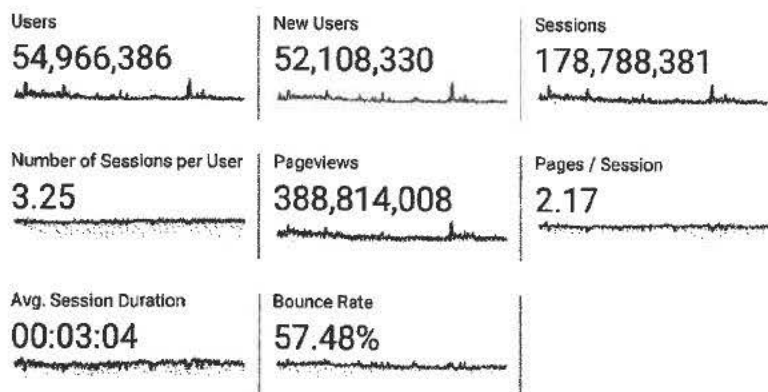 Users
54,966,386
New Users
52,108,330
Sessions
178,788,381
Number of Sessions per User
3.25
Pageviews
388,814,008
Pages / Session
2.17
Avg. Session Duration
00:03:04
Bounce Rate
57.48%